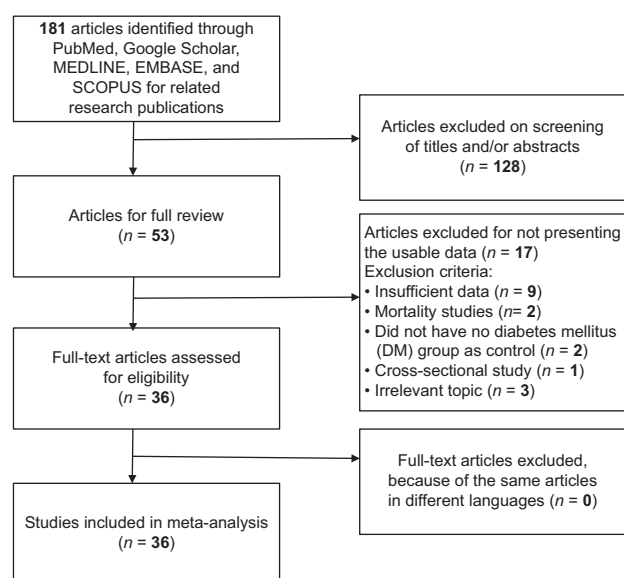 181 articles identified through
PubMed, Google Scholar,
MEDLINE, EMBASE, and
SCOPUS for related
research publications
Articles excluded on screening
of titles and/or abstracts
(n = 128)
Articles for full review
(n = 53)
Articles excluded for not presenting
the usable data (n = 17)
Exclusion criteria:
• Insufficient data (n = 9)
• Mortality studies (n= 2)
• Did not have no diabetes mellitus
(DM) group as control (n = 2)
• Cross-sectional study (n = 1)
• Irrelevant topic (n = 3)
Full-text articles assessed
for eligibility
(n = 36)
Full-text articles excluded,
because of the same articles
in different languages (n = 0)
Studies included in meta-analysis
(n = 36)